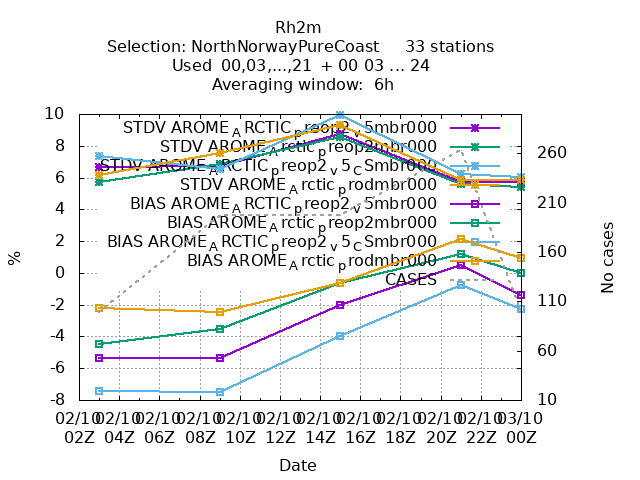 Rh2m
Selection: NorthNorwayPureCoast 33 stations
Used 00,03,...,21 + 00 03 ... 24
Averaging window: 6h
10
8
6
4
2
0
-2
-4
-6
-8
%
STDV AROME_ARCTIC_preop2_v5mbr000
STDV AROME_Arctic_preop2mbr000
STDV AROME_ARCTIC_preop2_v5_CSmbr000
STDV AROME_Arctic_prodmbr000
BIAS AROME_ARCTIC_preop2_v5mbr000
BIAS AROME_Arctic_preop2mbr000
BIAS AROME_ARCTIC_preop2_v5_CSmbr000
BIAS AROME_Arctic_prodmbr000
CASES
260
210
160
110
60
10
No cases
02/10 02/10 02/10 02/10 02/10 02/10 02/10 02/10 02/10 02/10 02/10 03/10
02Z 04Z 06Z 08Z 10Z 12Z 14Z 16Z 18Z 20Z 22Z 00Z
Date